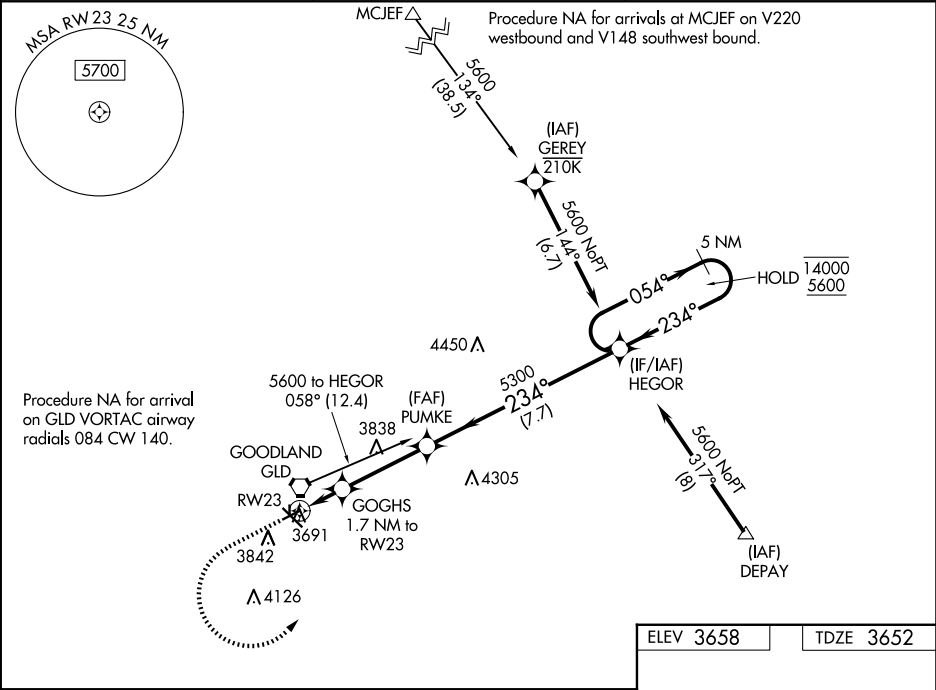 MSA RW 23 25 NM
5700
MCJEF
Procedure NA for arrivals at MCJEF on V220
westbound and V148 southwest bound.
5600
134°
(38.5)
(IAF)
GEREY
210K
5600 NoPT
144°
(6.7)
5 NM
HOLD
14000
5600
054°
234°
(IF/IAF)
HEGOR
4450
5300
234°
(7.7)
5600 to HEGOR
058° (12.4)
(FAF)
PUMKE
Procedure NA for arrival
on GLD VORTAC airway
radials 084 CW 140.
3838
GOODLAND
GLD
4305
RW23
GOGHS
1.7 NM to
RW23
3691
3842
4126
5600 NoPT
317°
(8)
(IAF)
DEPAY
ELEV 3658
TDZE 3652